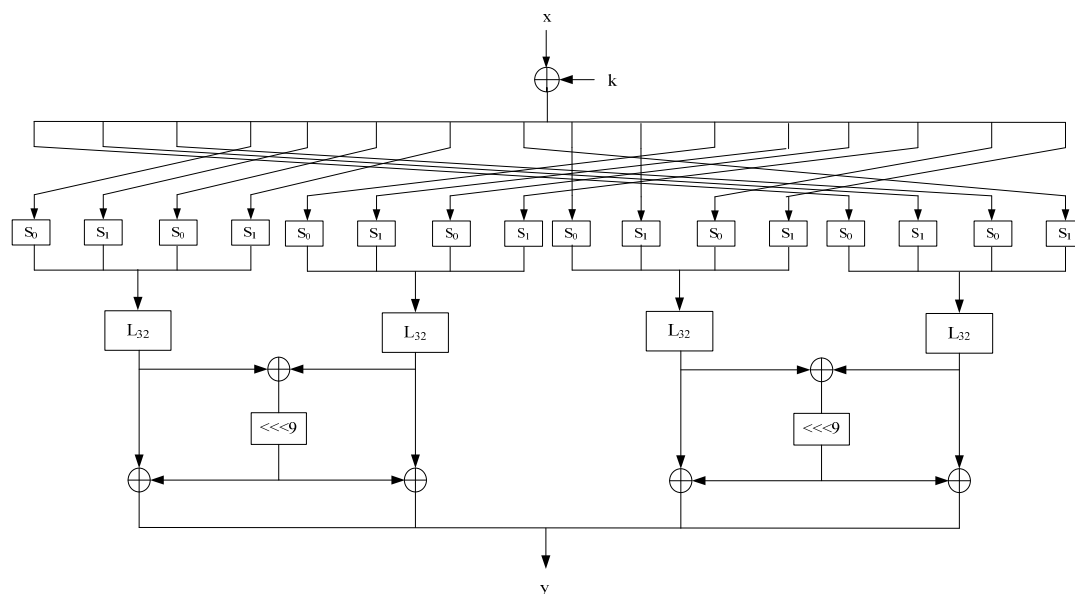 x
k
S₀ S₁ S₀ S₁ S₀ S₁ S₀ S₁ S₀ S₁ S₀ S₁ S₀ S₁ S₀ S₁
L₃₂ L₃₂ L₃₂ L₃₂
<<<9 <<<9
y